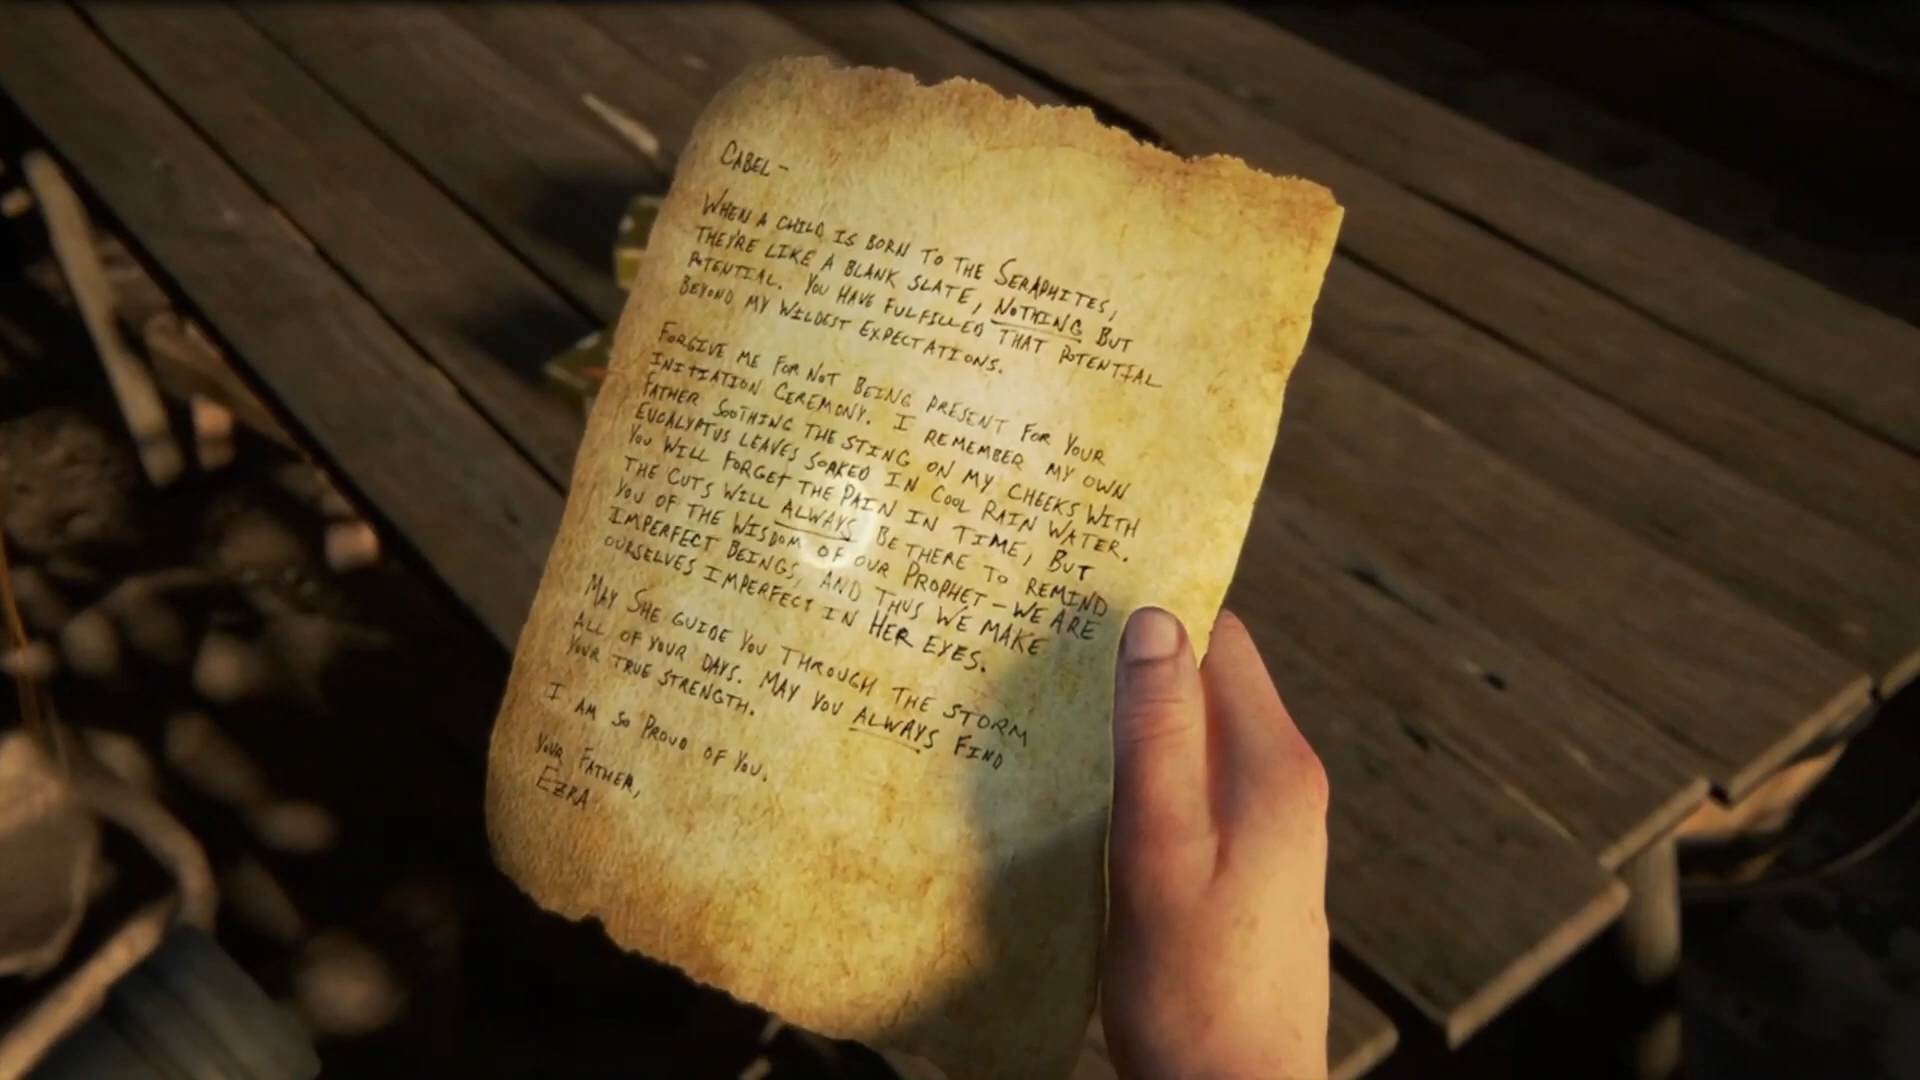 CABEL -
WHEN A CHILD IS BORN TO THE SERAPHITES,
THEY'RE LIKE A BLANK SLATE, NOTHING BUT
POTENTIAL. YOU HAVE FULFILLED THAT POTENTIAL
BEYOND MY WILDEST EXPECTATIONS.
FORGIVE ME FOR NOT BEING PRESENT FOR YOUR
INITIATION CEREMONY. I REMEMBER MY OWN
FATHER SOOTHING THE STING ON MY CHEEKS WITH
EUCALYPTUS LEAVES SOAKED IN COOL RAIN WATER.
YOU WILL FORGET THE PAIN IN TIME, BUT
THE CUTS WILL ALWAYS BE THERE TO REMIND
YOU OF THE WISDOM OF OUR PROPHET - WE ARE
IMPERFECT BEINGS, AND THUS WE MAKE
OURSELVES IMPERFECT IN HER EYES.
MAY SHE GUIDE YOU THROUGH THE STORM
ALL OF YOUR DAYS. MAY YOU ALWAYS FIND
YOUR TRUE STRENGTH.
I AM SO PROUD OF YOU.
YOUR FATHER,
EZRA